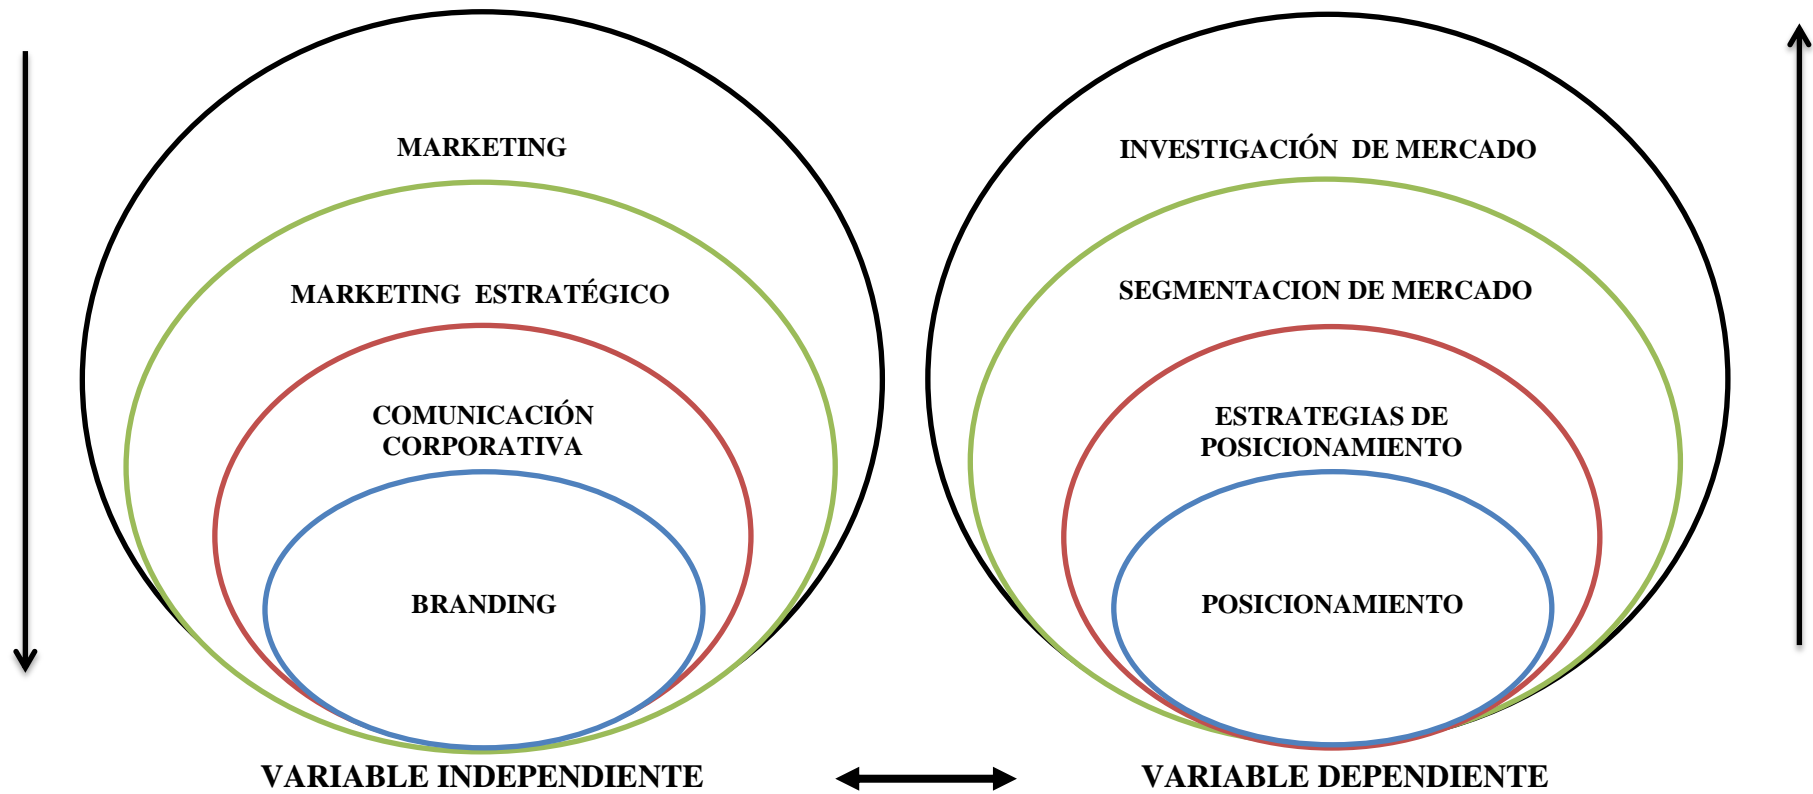 MARKETING
MARKETING ESTRATÉGICO
COMUNICACIÓN
CORPORATIVA
BRANDING
VARIABLE INDEPENDIENTE
INVESTIGACIÓN DE MERCADO
SEGMENTACION DE MERCADO
ESTRATEGIAS DE
POSICIONAMIENTO
POSICIONAMIENTO
VARIABLE DEPENDIENTE